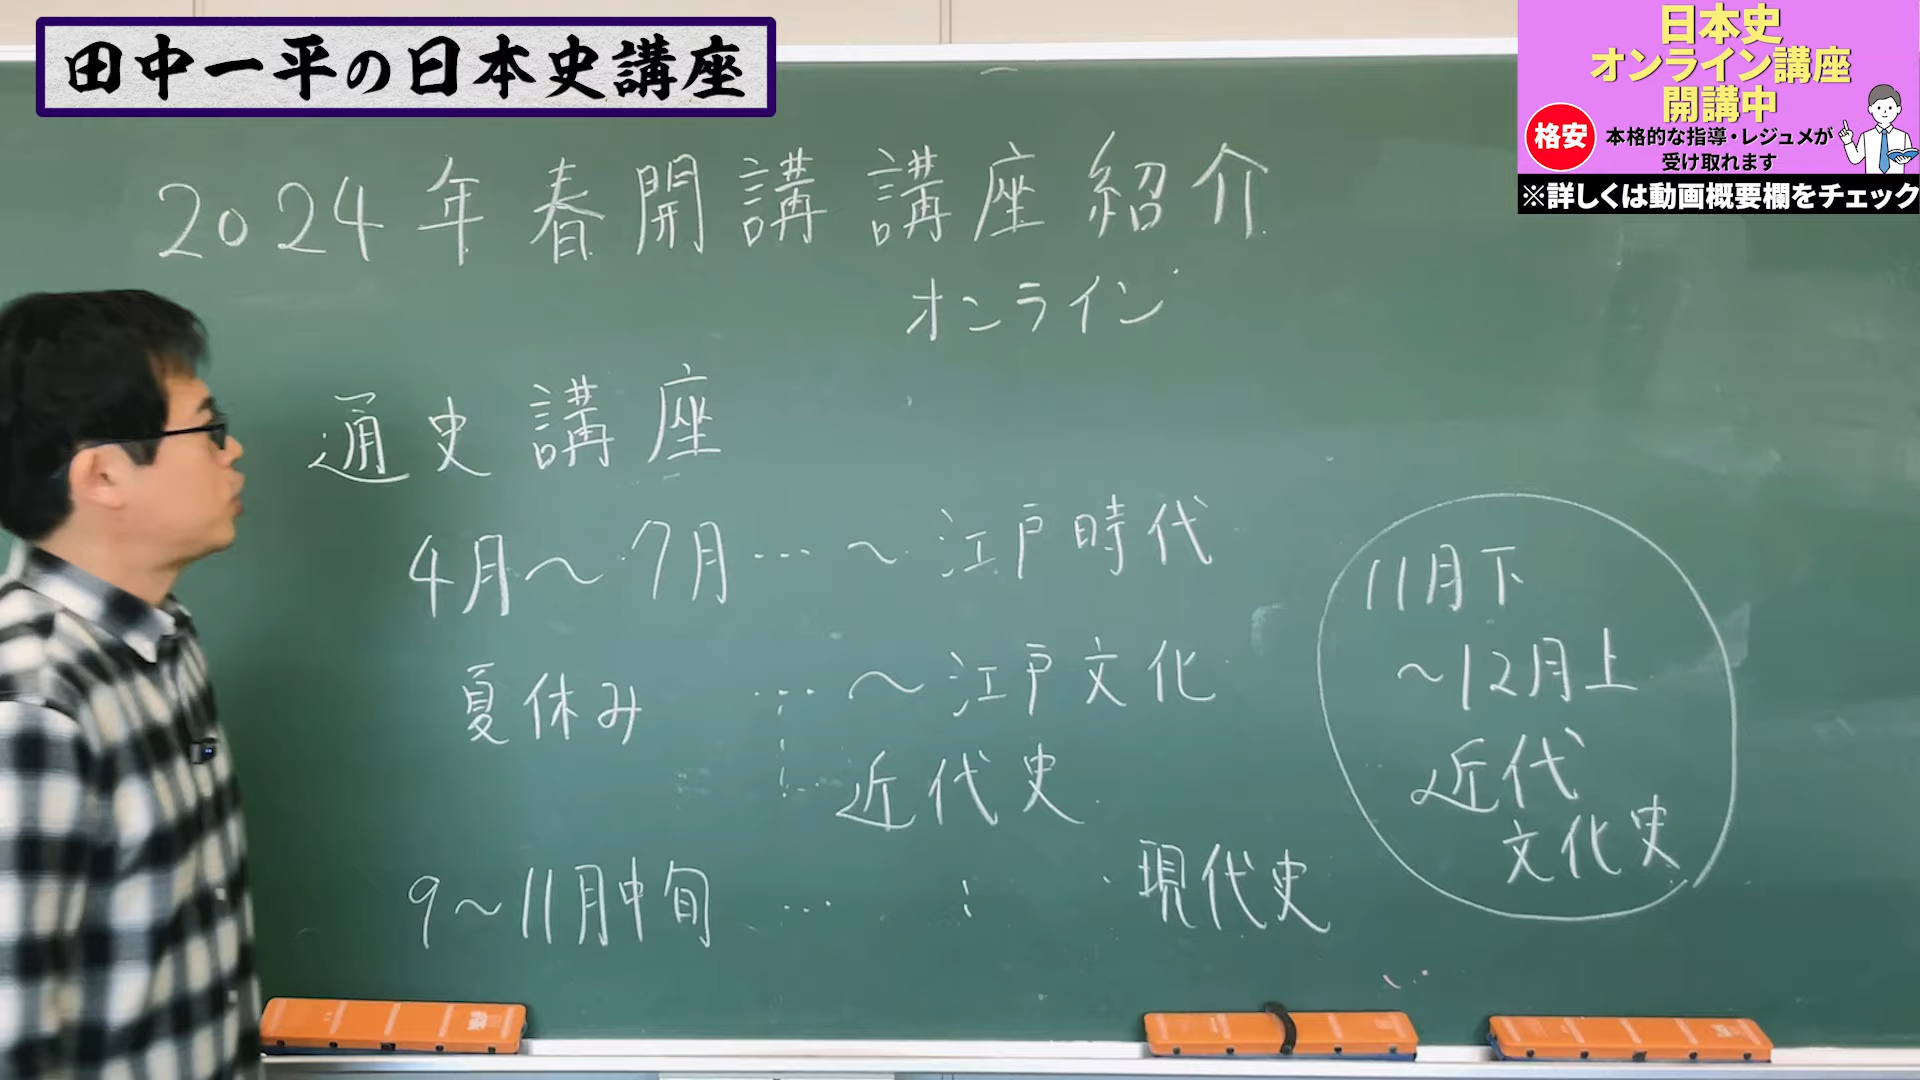 田中一平の日本史講座
日本史
オンライン講座
開講中
格安
本格的な指導・レジュメが
受け取れます
※詳しくは動画概要欄をチェック
2024年春開講 講座紹介
オンライン
通史講座
4月〜7月…〜江戸時代
夏休み …〜江戸文化
近代史
9〜11月中旬 … 現代史
11月下
〜12月上
近代
文化史